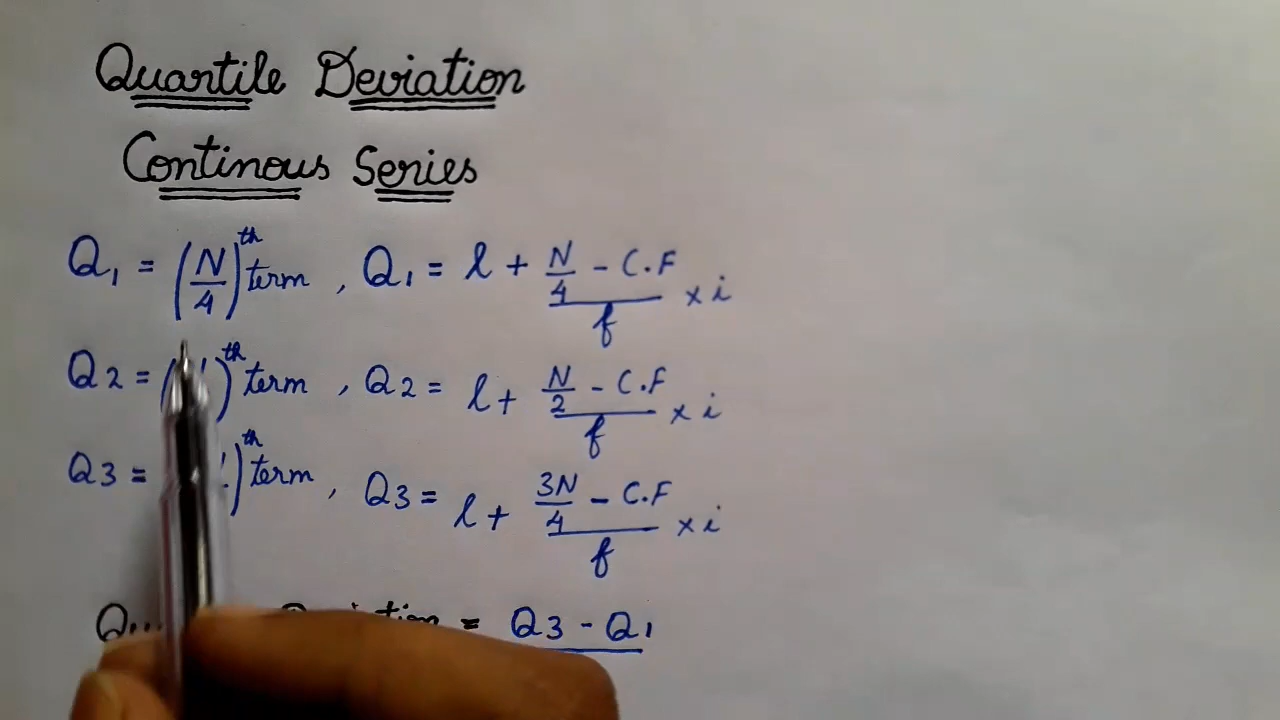 Quartile Deviation
Continous Series
Q1 = (N/4)th term , Q1 = l + N/4 - C.F / f × i
Q2 = ( )th term , Q2 = l + N/2 - C.F / f × i
Q3 = ( )th term , Q3 = l + 3N/4 - C.F / f × i
= Q3 - Q1